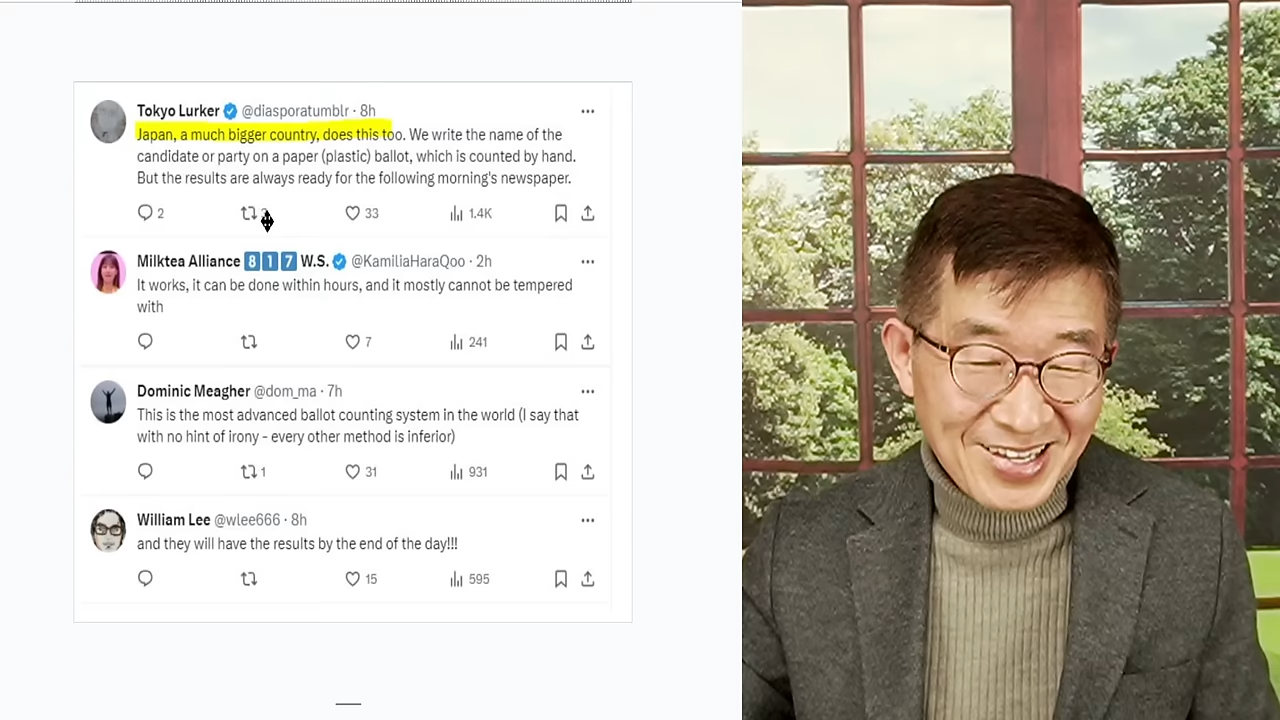 Tokyo Lurker @diasporatumblr · 8h
Japan, a much bigger country, does this too. We write the name of the
candidate or party on a paper (plastic) ballot, which is counted by hand.
But the results are always ready for the following morning's newspaper.
2 33 1.4K
Milktea Alliance 8️⃣1️⃣7️⃣ W.S. @KamiliaHaraQoo · 2h
It works, it can be done within hours, and it mostly cannot be tempered
with
7 241
Dominic Meagher @dom_ma · 7h
This is the most advanced ballot counting system in the world (I say that
with no hint of irony - every other method is inferior)
1 31 931
William Lee @wlee666 · 8h
and they will have the results by the end of the day!!!
15 595